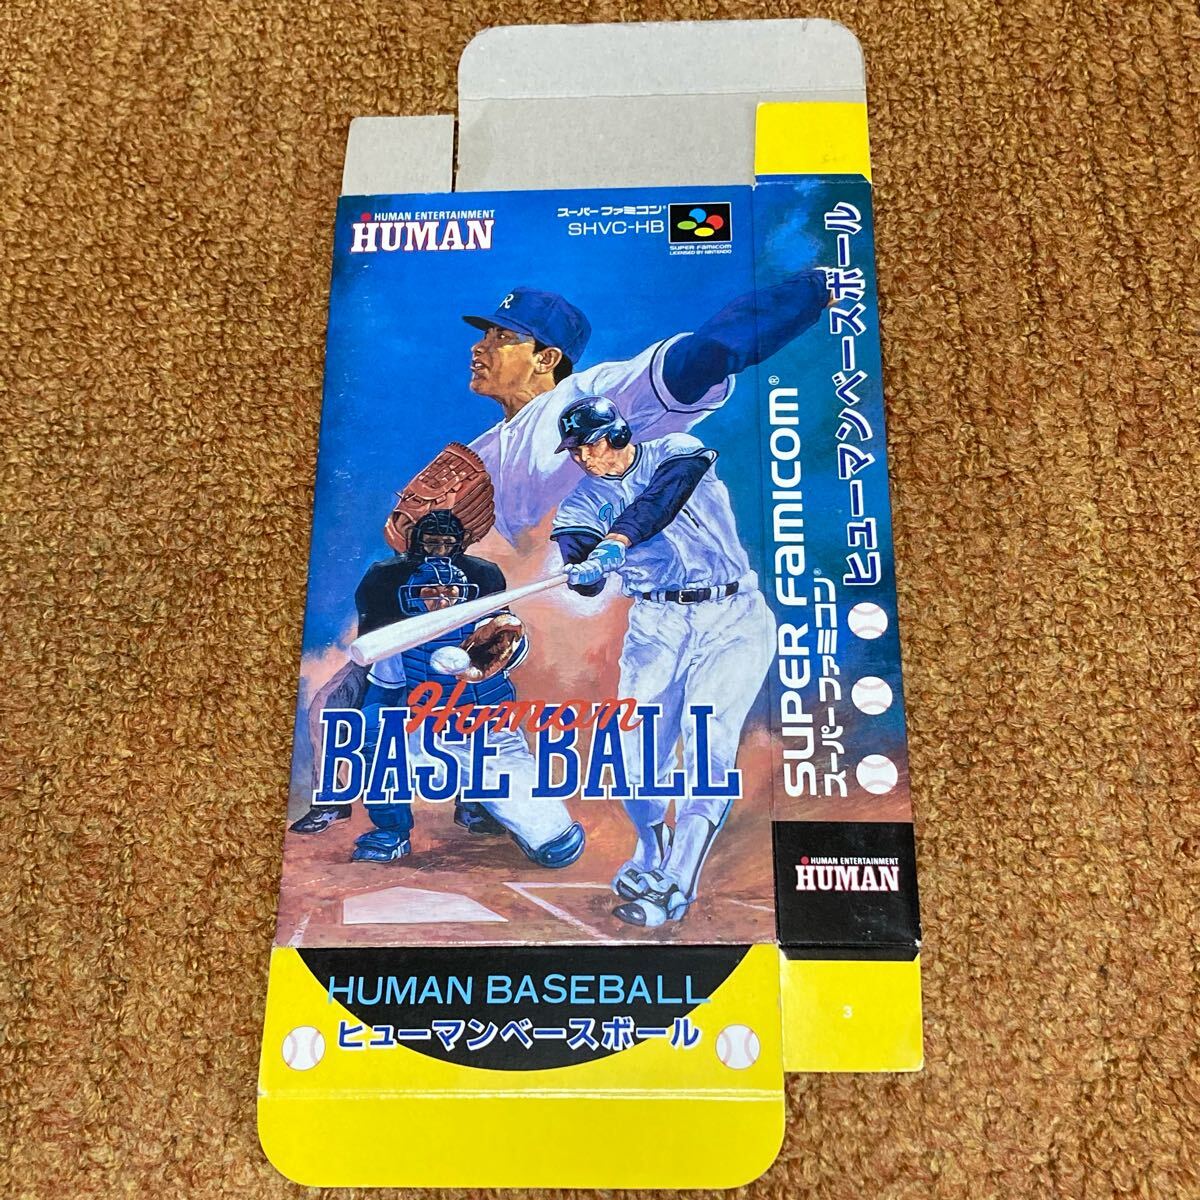 HUMAN ENTERTAINMENT
HUMAN
スーパーファミコン®
SHVC-HB
SUPER FAMICOM
LICENSED BY NINTENDO
R
H
Human
BASE BALL
HUMAN BASEBALL
ヒューマンベースボール
ヒューマンベースボール
SUPER FAMICOM®
スーパーファミコン®
HUMAN ENTERTAINMENT
HUMAN
3